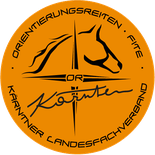 ORIENTIERUNGSREITEN · FITE ·
OR
Kärnten
KÄRNTNER LANDESFACHVERBAND